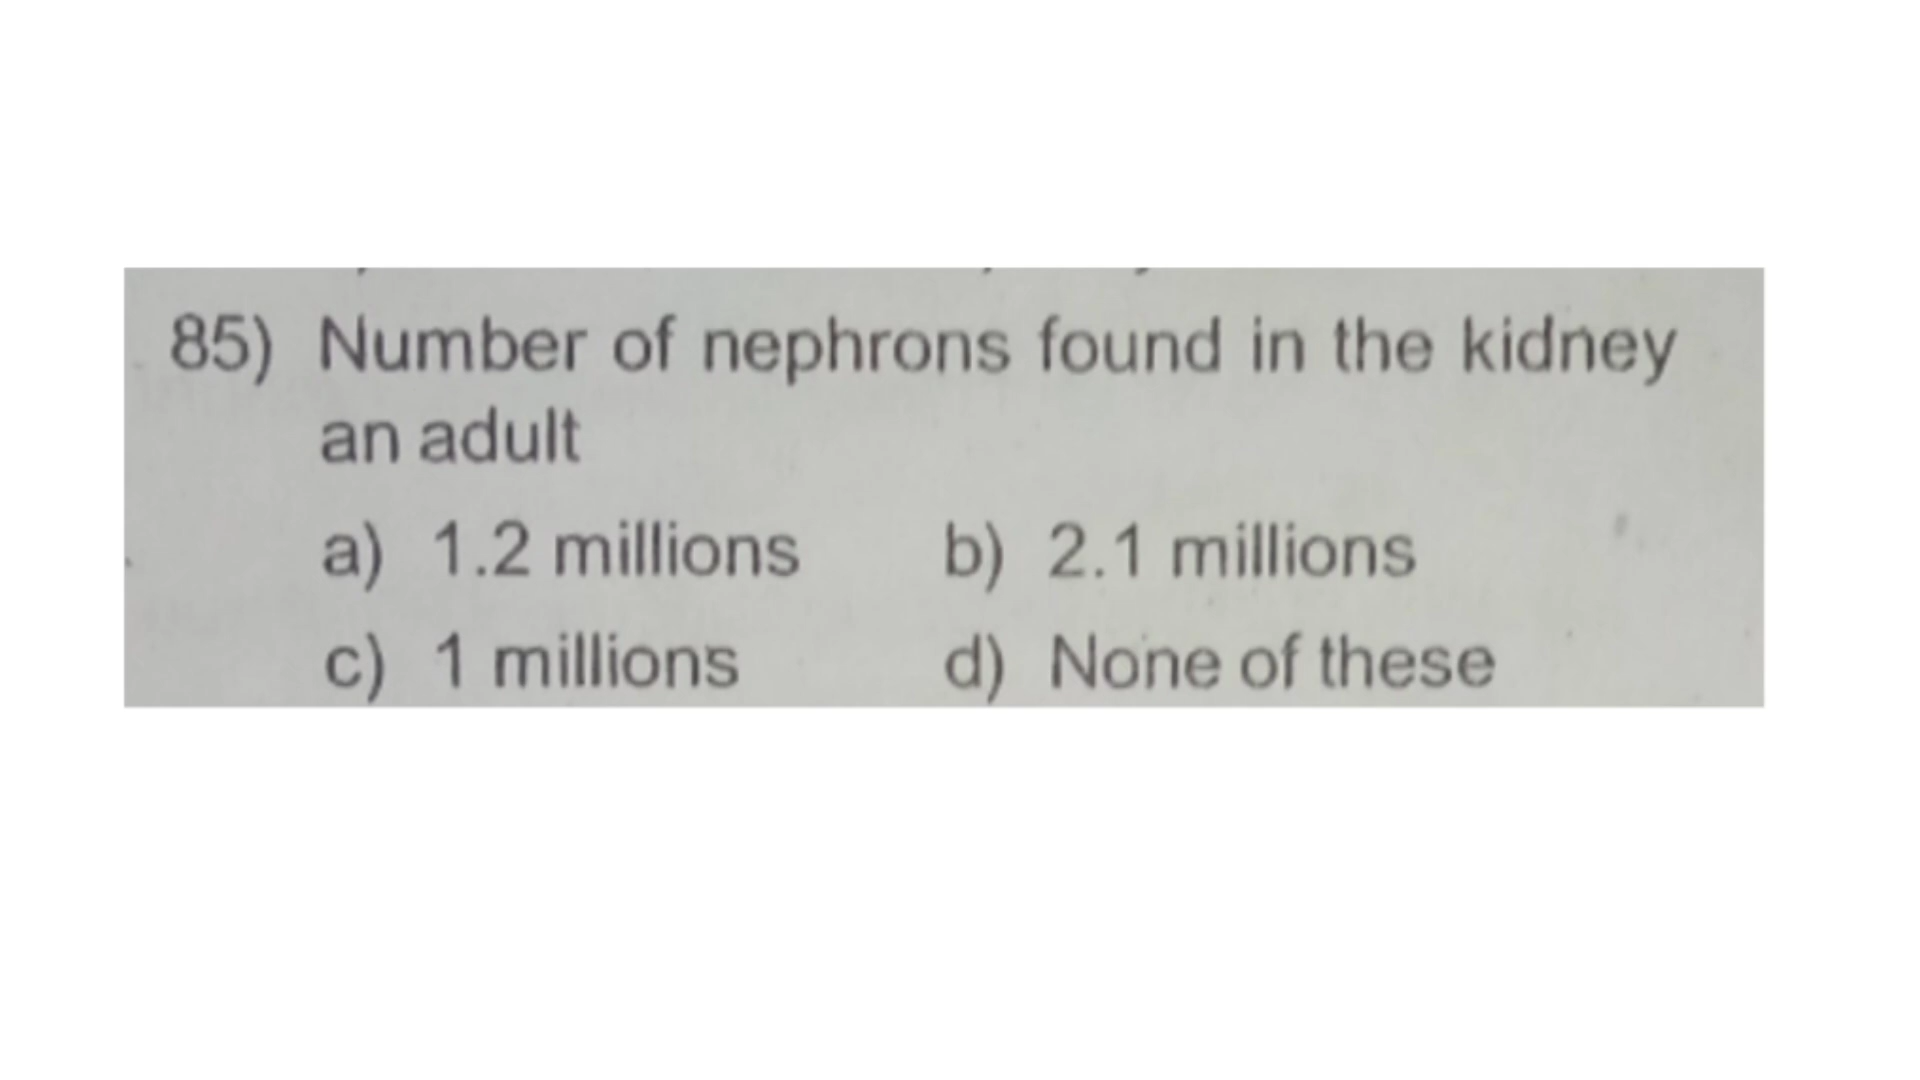 85) Number of nephrons found in the kidney
an adult
a) 1.2 millions b) 2.1 millions
c) 1 millions d) None of these